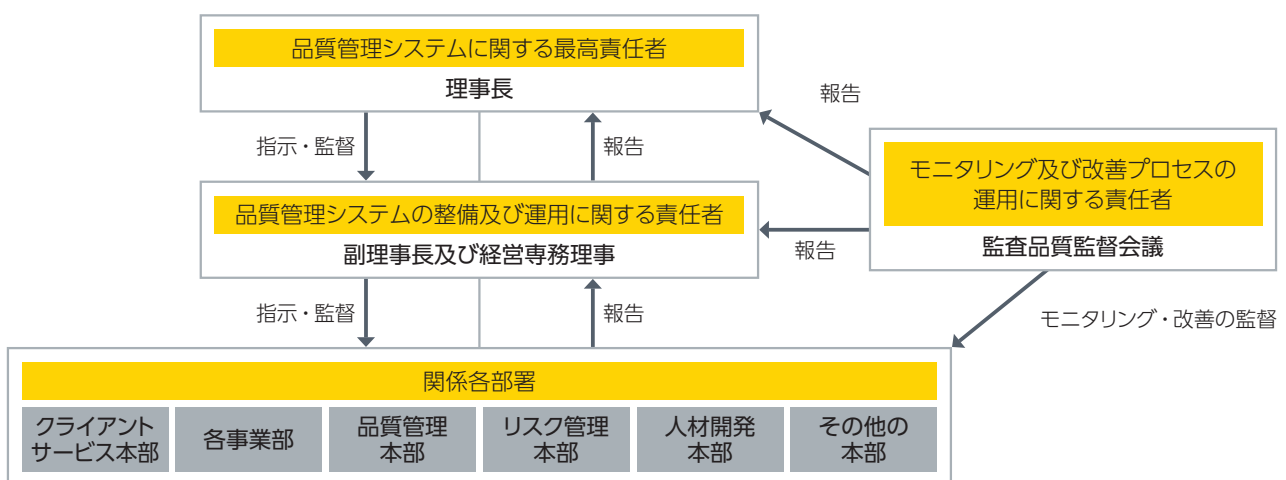 品質管理システムに関する最高責任者
理事長
報告
指示・監督
報告
モニタリング及び改善プロセスの
運用に関する責任者
監査品質監督会議
品質管理システムの整備及び運用に関する責任者
副理事長及び経営専務理事
報告
指示・監督
報告
モニタリング・改善の監督
関係各部署
クライアント
サービス本部
各事業部
品質管理
本部
リスク管理
本部
人材開発
本部
その他の
本部